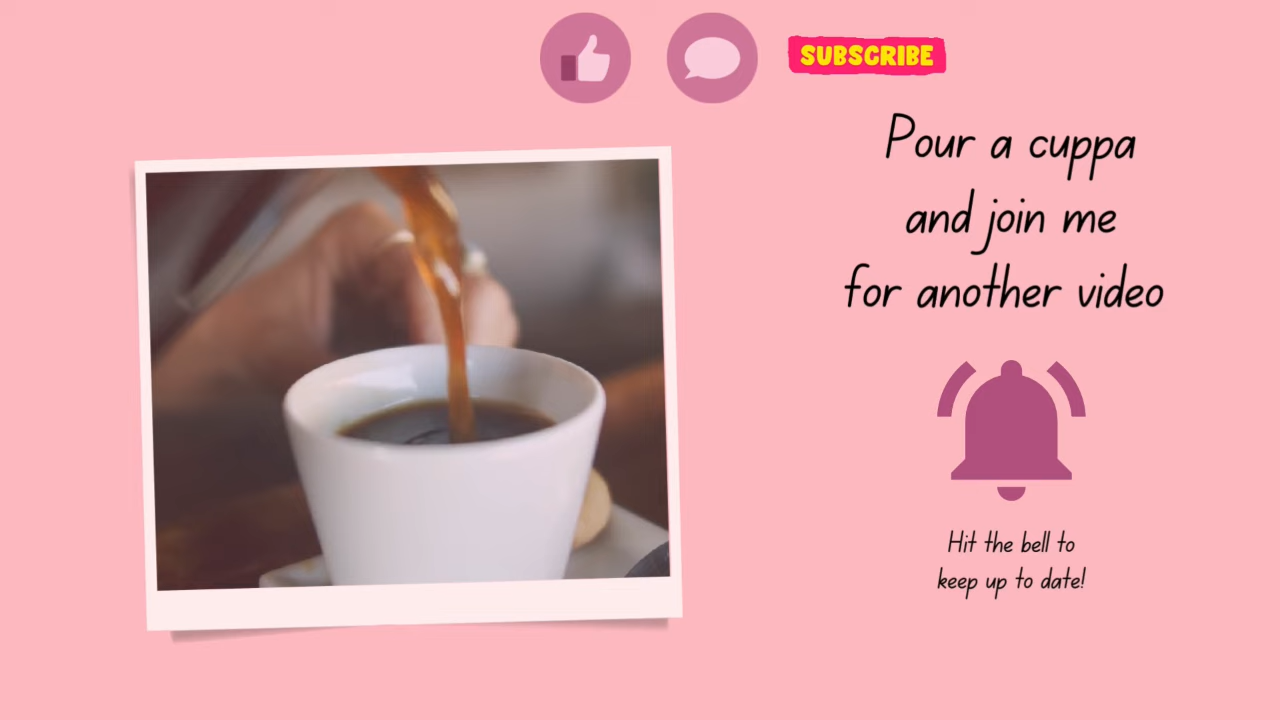 SUBSCRIBE
Pour a cuppa
and join me
for another video
Hit the bell to
keep up to date!